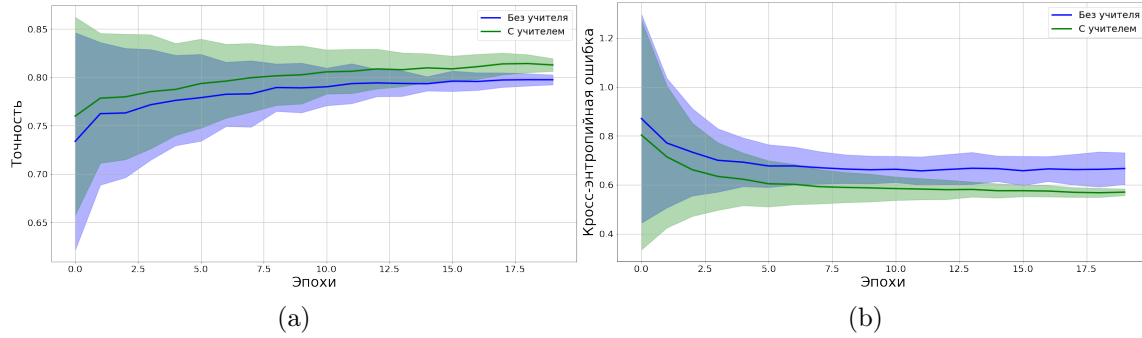 Точность
0.85
0.80
0.75
0.70
0.65
0.0 2.5 5.0 7.5 10.0 12.5 15.0 17.5
Эпохи
Без учителя
С учителем
(a)
Кросс-энтропийная ошибка
1.2
1.0
0.8
0.6
0.4
0.0 2.5 5.0 7.5 10.0 12.5 15.0 17.5
Эпохи
Без учителя
С учителем
(b)